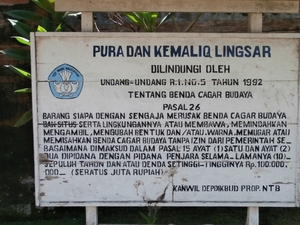 PURA DAN KEMALIQ LINGSAR
DILINDUNGI OLEH
UNDANG-UNDANG R.I.NO.5 TAHUN 1992
TENTANG BENDA CAGAR BUDAYA
PASAL 26
BARANG SIAPA DENGAN SENGAJA MERUSAK BENDA CAGAR BUDAYA
DAN SITUS SERTA LINGKUNGANNYA ATAU MEMBAWA, MEMINDAHKAN
MENGAMBIL, MENGUBAH BENTUK DAN /ATAU.WARNA .MEMUGAR ATAU
MEMISAHKAN BENDA CAGAR BUDAYA TANPA IZIN DARI PEMERINTAH SE_
BAGAIMANA DIMAKSUD DALAM PASAL 15 AYAT (1) SATU DAN AYAT (2)
DUA DIPIDANA DENGAN PIDANA PENJARA SELAMA- LAMANYA (10)-
SEPULUH TAHUN DAN ATAU DENDA SETINGGI-TINGGINYA Rp.100.000.
000._ (SERATUS JUTA RUPIAH)
KANWIL DEPDIKBUD PROP. NTB